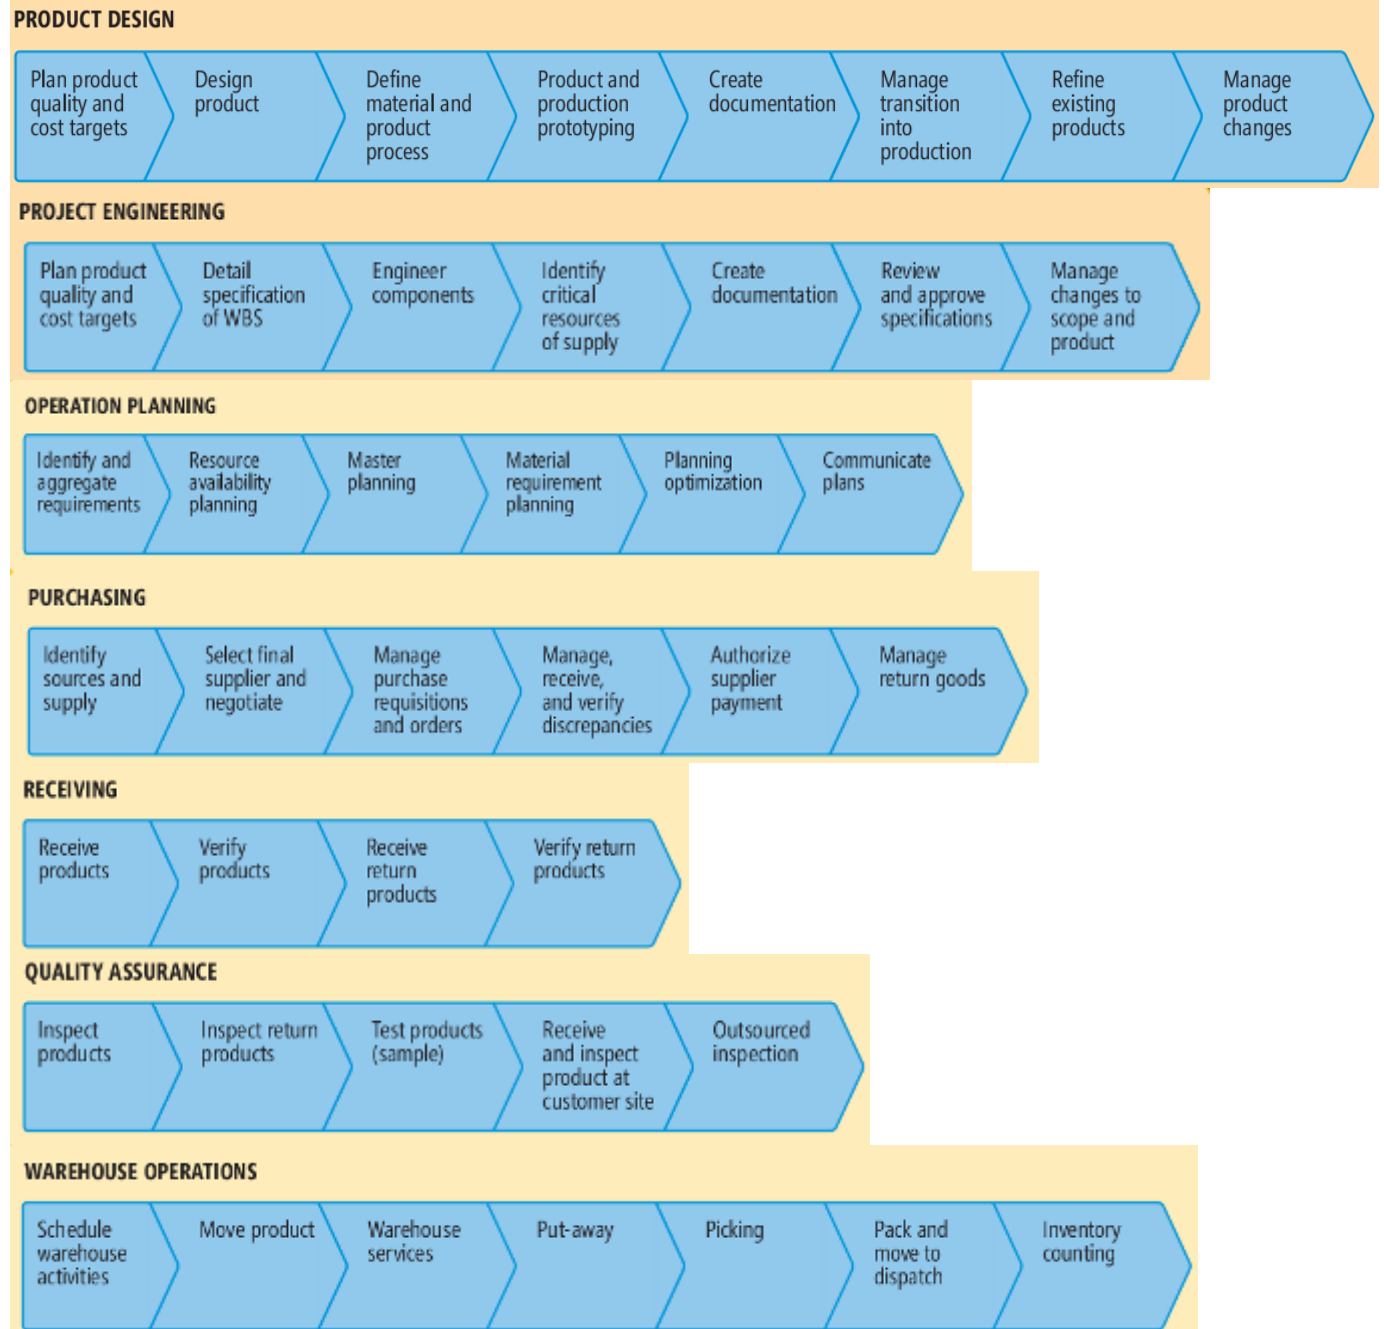 PRODUCT DESIGN
Plan product
quality and
cost targets
Design
product
Define
material and
product
process
Product and
production
prototyping
Create
documentation
Manage
transition
into
production
Refine
existing
products
Manage
product
changes
PROJECT ENGINEERING
Plan product
quality and
cost targets
Detail
specification
of WBS
Engineer
components
Identify
critical
resources
of supply
Create
documentation
Review
and approve
specifications
Manage
changes to
scope and
product
OPERATION PLANNING
Identify and
aggregate
requirements
Resource
availability
planning
Master
planning
Material
requirement
planning
Planning
optimization
Communicate
plans
PURCHASING
Identify
sources and
supply
Select final
supplier and
negotiate
Manage
purchase
requisitions
and orders
Manage,
receive,
and verify
discrepancies
Authorize
supplier
payment
Manage
return goods
RECEIVING
Receive
products
Verify
products
Receive
return
products
Verify return
products
QUALITY ASSURANCE
Inspect
products
Inspect return
products
Test products
(sample)
Receive
and inspect
product at
customer site
Outsourced
inspection
WAREHOUSE OPERATIONS
Schedule
warehouse
activities
Move product
Warehouse
services
Put-away
Picking
Pack and
move to
dispatch
Inventory
counting